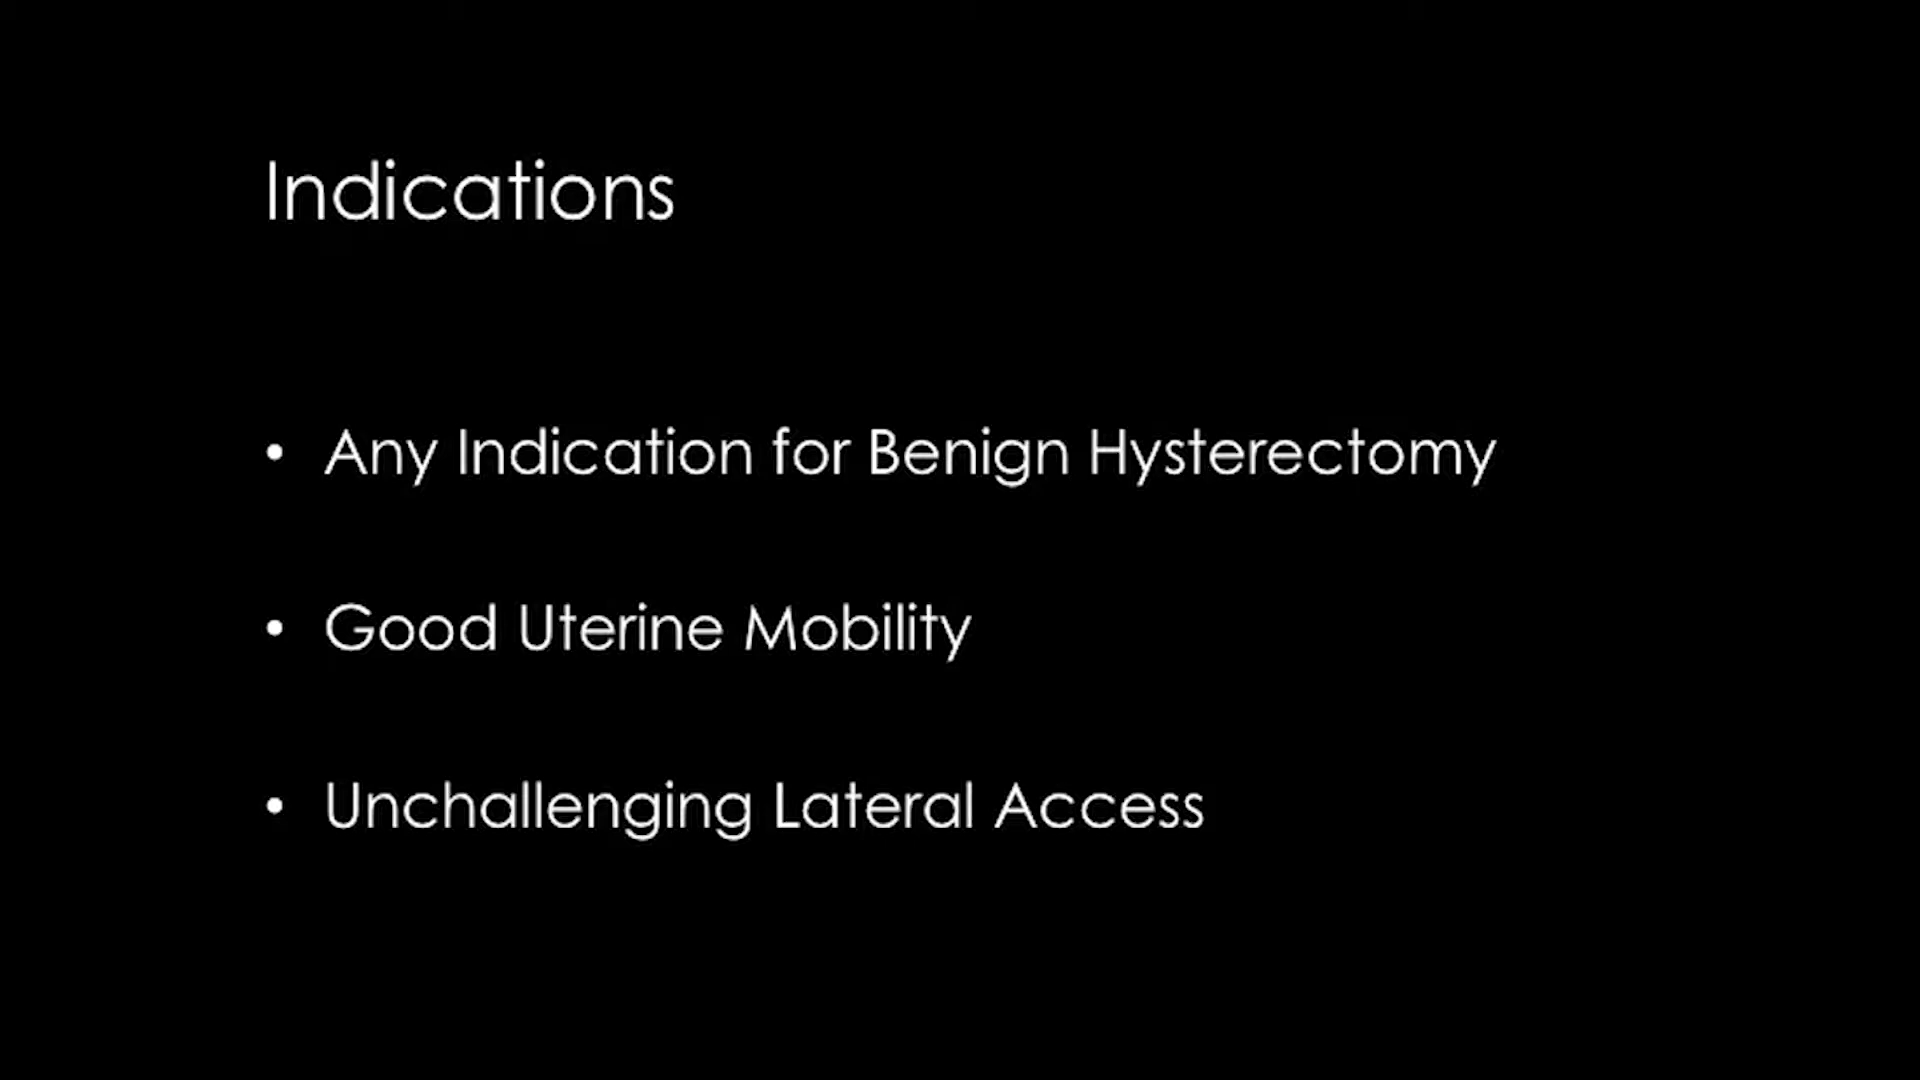 Indications
• Any Indication for Benign Hysterectomy
• Good Uterine Mobility
• Unchallenging Lateral Access